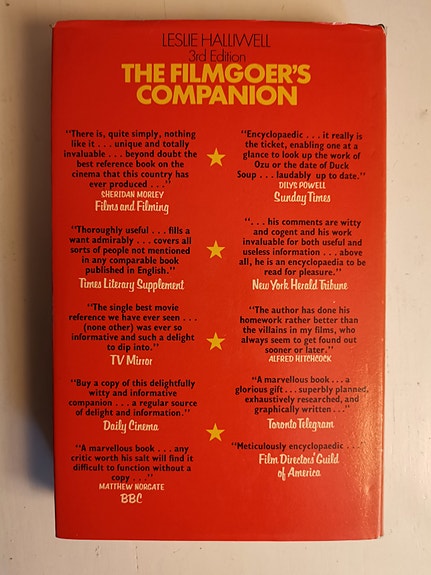 LESLIE HALLIWELL
3rd Edition
THE FILMGOER'S
COMPANION
"There is, quite simply, nothing
like it . . . unique and totally
invaluable . . . beyond doubt the
best reference book on the
cinema that this country has
ever produced . . ."
SHERIDAN MORLEY
Films and Filming
"Thoroughly useful . . . fills a
want admirably . . . covers all
sorts of people not mentioned
in any comparable book
published in English."
Times Literary Supplement
"The single best movie
reference we have ever seen . . .
(none other) was ever so
informative and such a delight
to dip into."
TV Mirror
"Buy a copy of this delightfully
witty and informative
companion . . . a regular source
of delight and information."
Daily Cinema
"A marvellous book . . . any
critic worth his salt will find it
difficult to function without a
copy . . ."
MATTHEW NORGATE
BBC
"Encyclopaedic . . . it really is
the ticket, enabling one at a
glance to look up the work of
Ozu or the date of Duck
Soup . . . laudably up to date."
DILYS POWELL
Sunday Times
". . . his comments are witty
and cogent and his work
invaluable for both useful and
useless information . . . above
all, he is an encyclopaedia to be
read for pleasure."
New York Herald Tribune
"The author has done his
homework rather better than
the villains in my films, who
always seem to get found out
sooner or later."
ALFRED HITCHCOCK
"A marvellous book . . . a
glorious gift . . . superbly planned,
exhaustively researched, and
graphically written . . ."
Toronto Telegram
"Meticulously encyclopaedic . . ."
Film Directors' Guild
of America